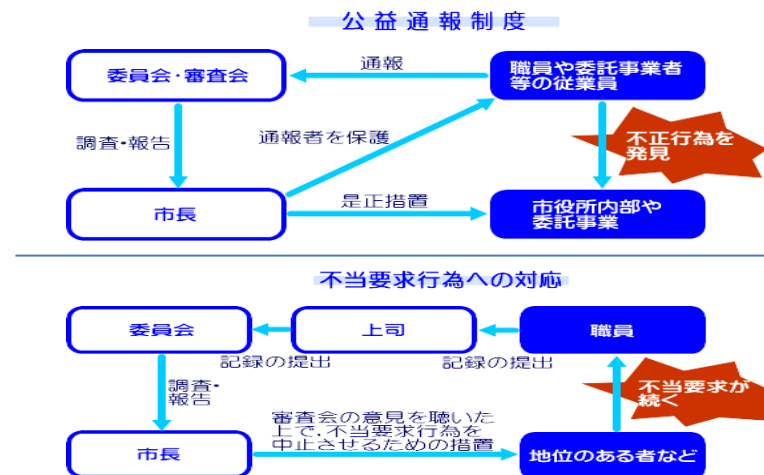 公益通報制度
委員会・審査会
通報
職員や委託事業者
等の従業員
調査・報告
通報者を保護
不正行為を
発見
市長
是正措置
市役所内部や
委託事業
不当要求行為への対応
委員会
上司
職員
記録の提出
記録の提出
調査・
報告
不当要求が
続く
審査会の意見を聴いた
上で、不当要求行為を
中止させるための措置
市長
地位のある者など